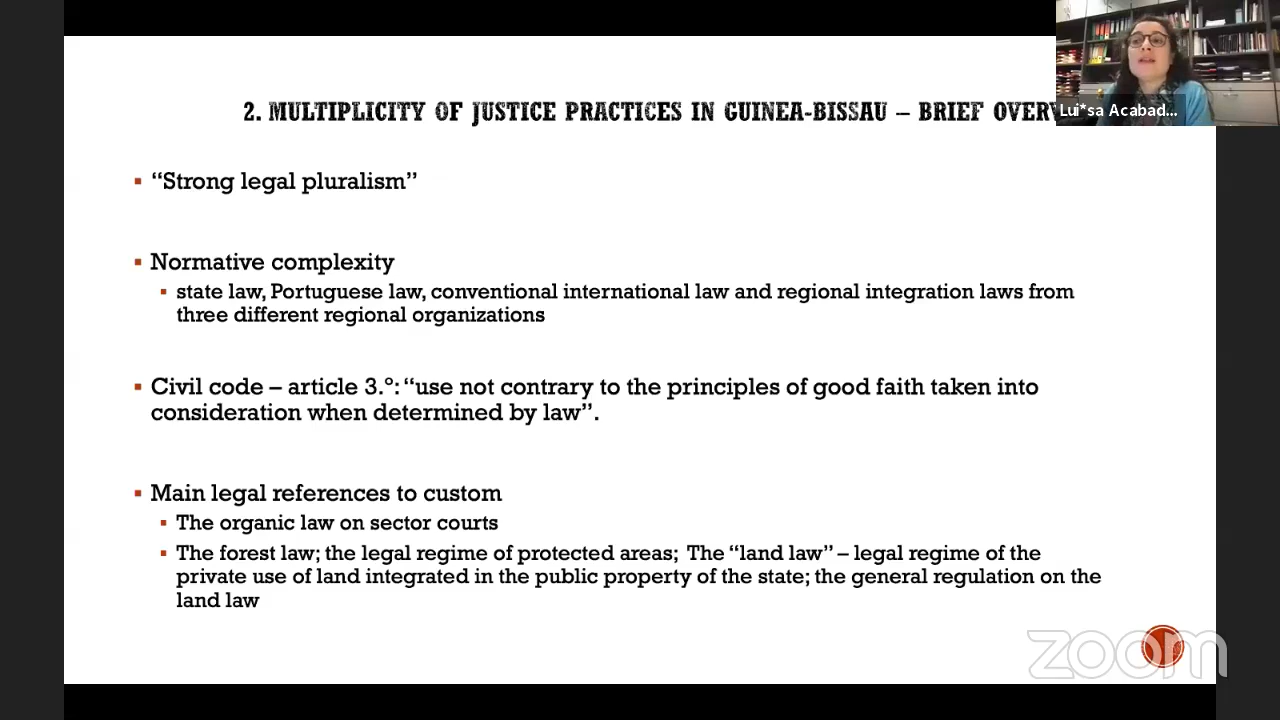 2. MULTIPLICITY OF JUSTICE PRACTICES IN GUINEA-BISSAU – BRIEF
Lui*sa Acabad...
▪ “Strong legal pluralism”
▪ Normative complexity
▪ state law, Portuguese law, conventional international law and regional integration laws from
three different regional organizations
▪ Civil code – article 3.º: “use not contrary to the principles of good faith taken into
consideration when determined by law”.
▪ Main legal references to custom
▪ The organic law on sector courts
▪ The forest law; the legal regime of protected areas; The “land law” – legal regime of the
private use of land integrated in the public property of the state; the general regulation on the
land law
zoom